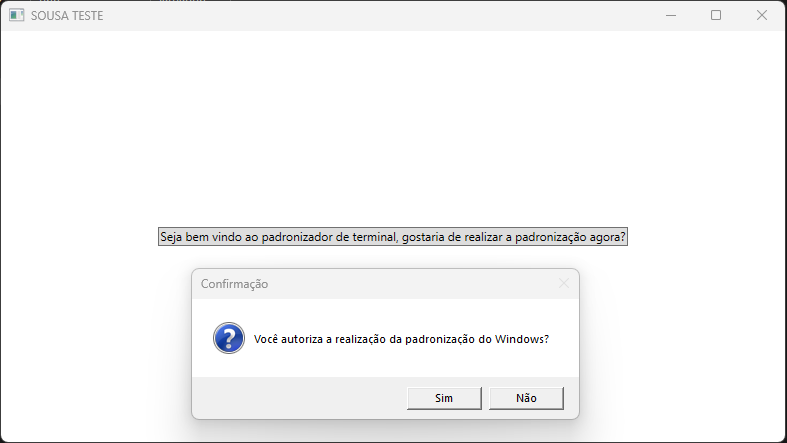 SOUSA TESTE
Seja bem vindo ao padronizador de terminal, gostaria de realizar a padronização agora?
Confirmação
Você autoriza a realização da padronização do Windows?
Sim
Não